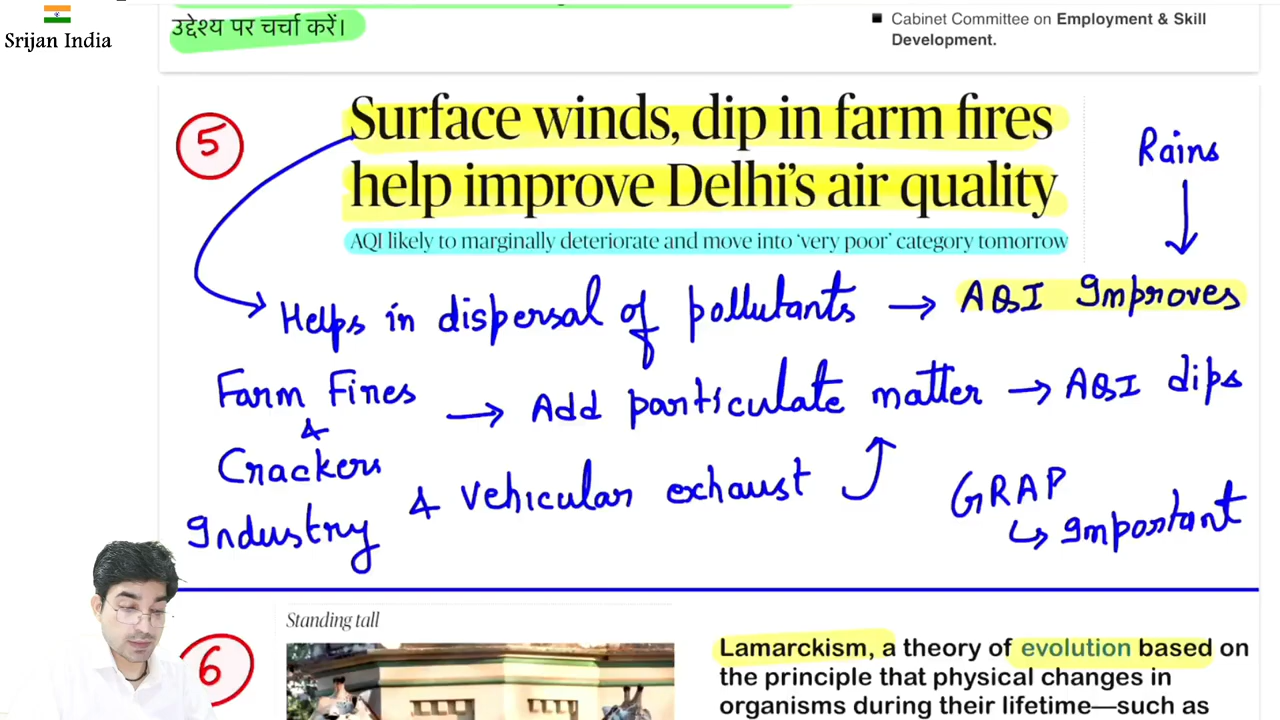 Srijan India
उद्देश्य पर चर्चा करें।
■ Cabinet Committee on Employment & Skill
Development.
5
Surface winds, dip in farm fires
help improve Delhi's air quality
AQI likely to marginally deteriorate and move into 'very poor' category tomorrow
Rains
↓
Helps in dispersal of pollutants → AQI Improves
Farm Fires
&
Crackers
→ Add particulate matter → AQI dips
Industry
& vehicular exhaust
GRAP
↳ Important
6
Standing tall
Lamarckism, a theory of evolution based on
the principle that physical changes in
organisms during their lifetime—such as